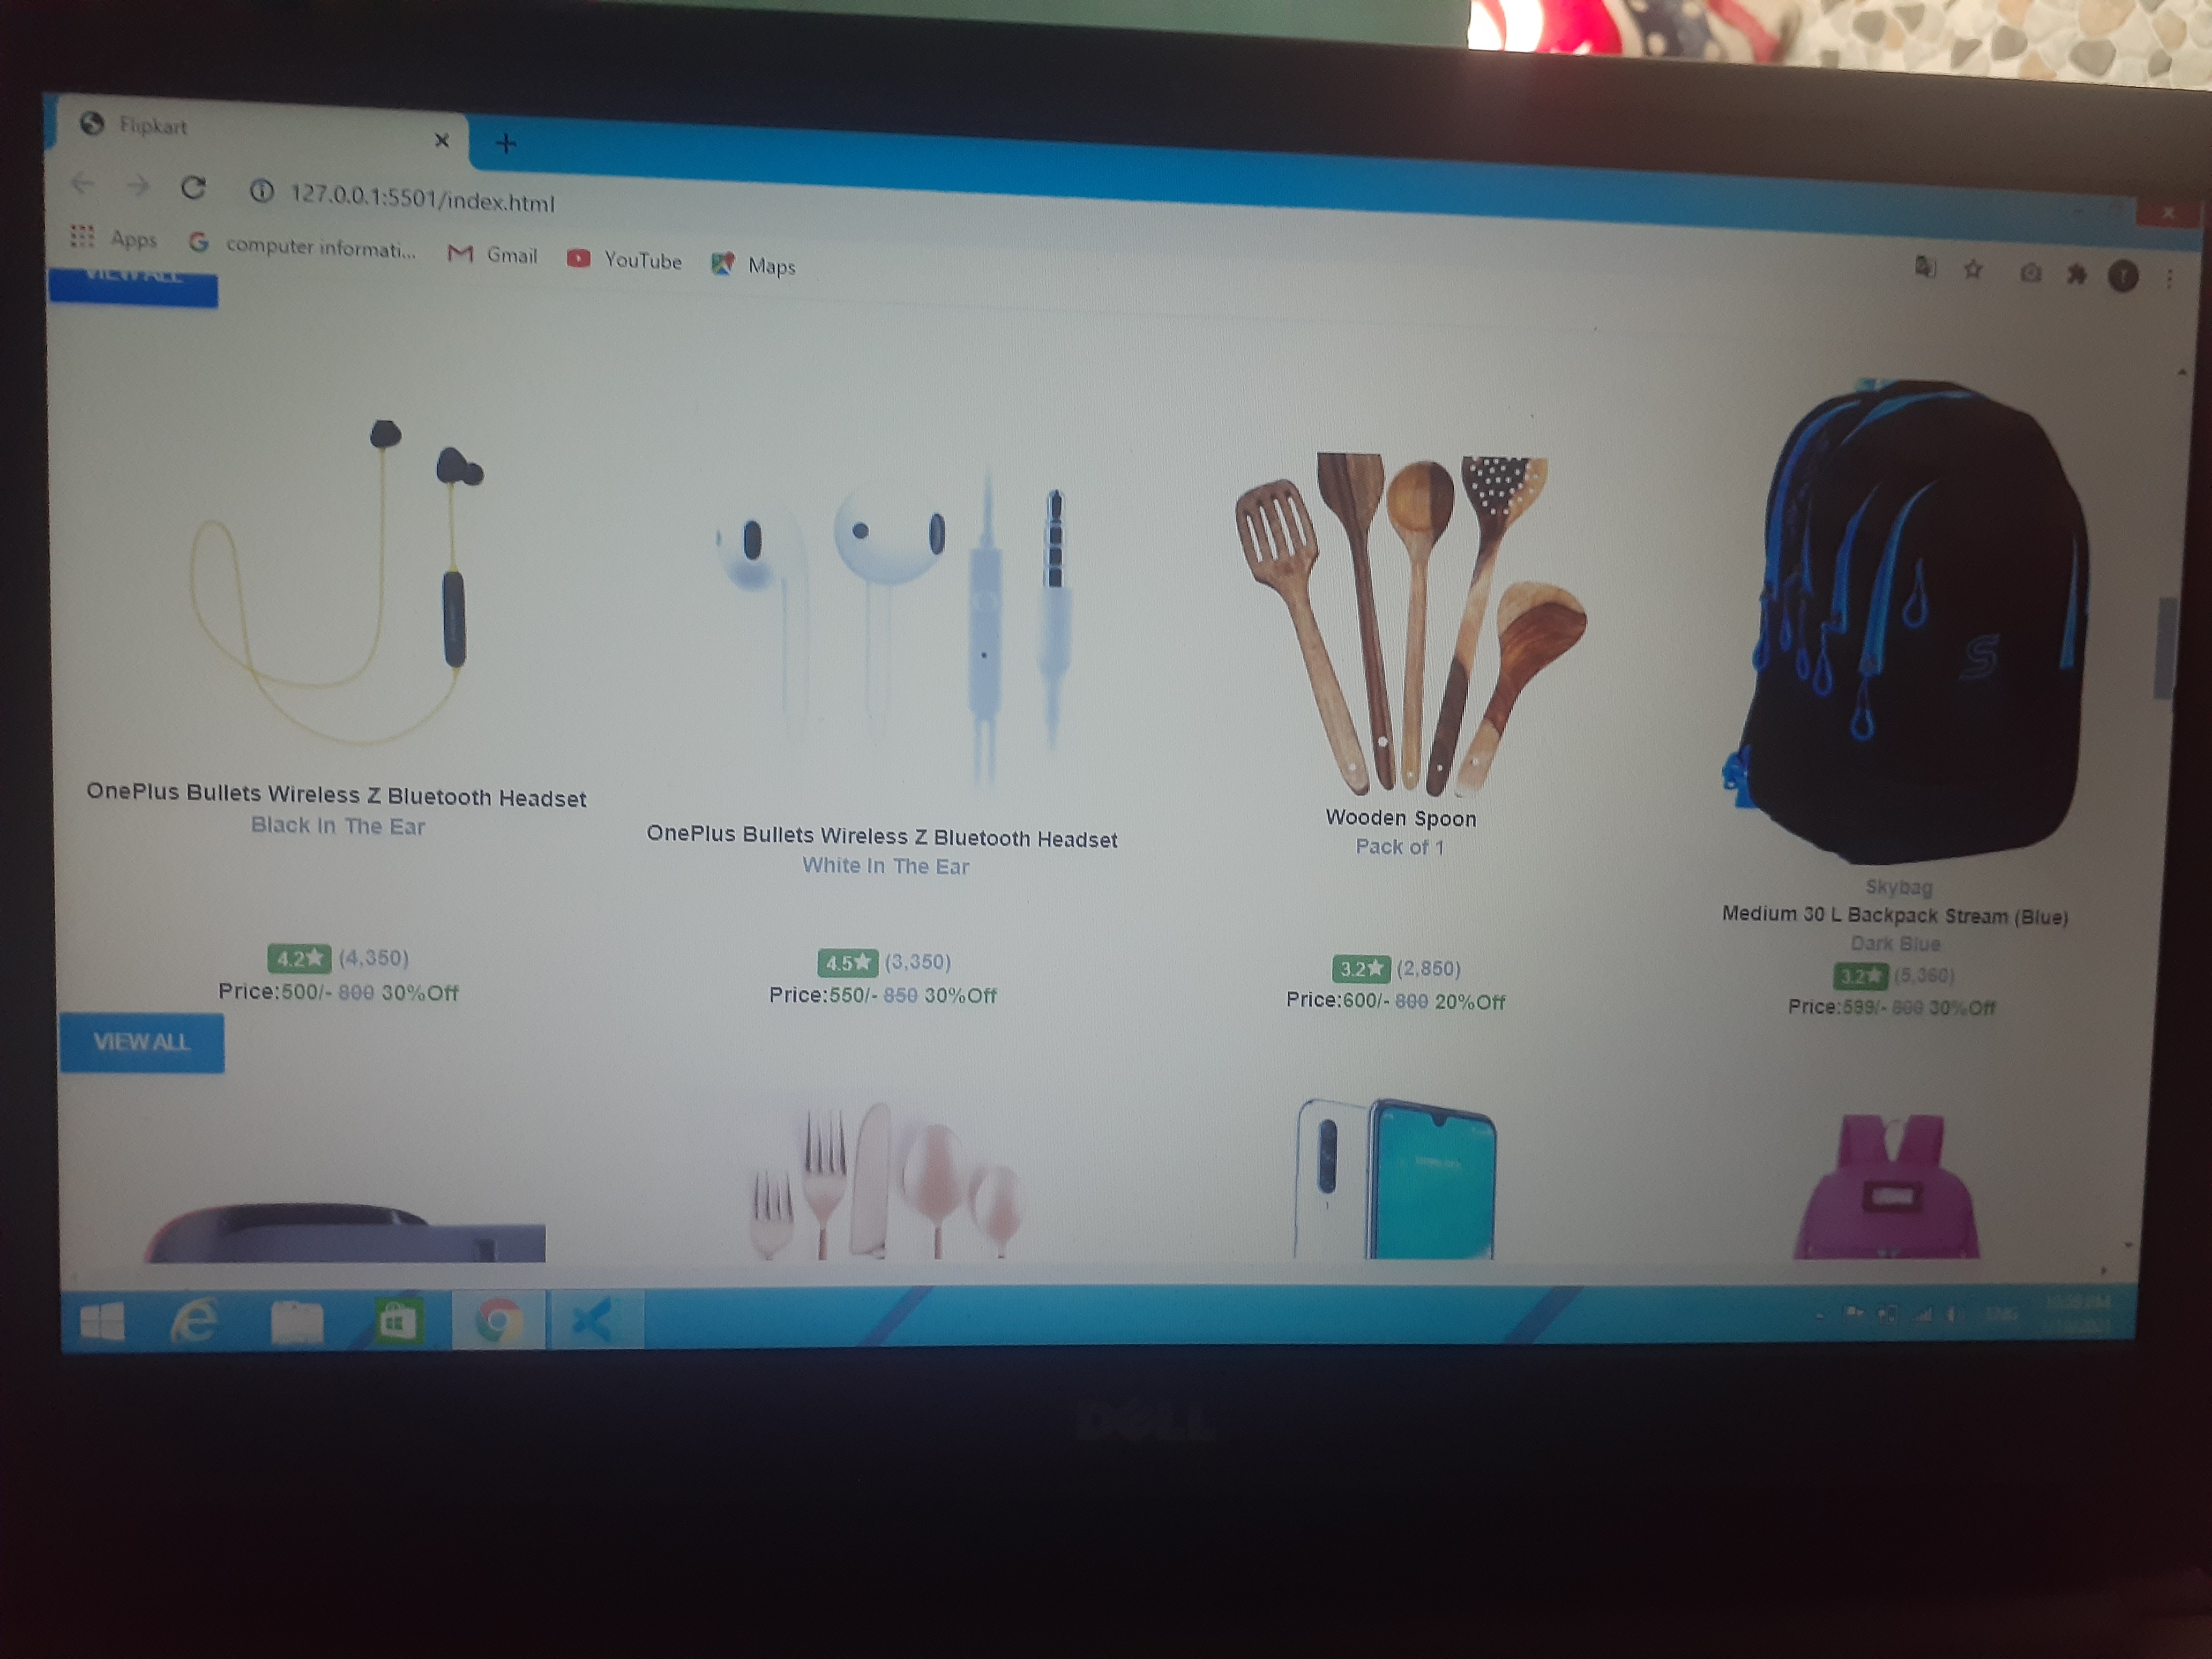 Flipkart
127.0.0.1:5501/index.html
Apps
computer informati...
Gmail
YouTube
Maps
VIEW ALL
OnePlus Bullets Wireless Z Bluetooth Headset
Black In The Ear
4.2★ (4,350)
Price:500/- 800 30%Off
OnePlus Bullets Wireless Z Bluetooth Headset
White In The Ear
4.5★ (3,350)
Price:550/- 850 30%Off
Wooden Spoon
Pack of 1
3.2★ (2,850)
Price:600/- 800 20%Off
S
Skybag
Medium 30 L Backpack Stream (Blue)
Dark Blue
3.2★ (5,360)
Price:599/- 800 30%Off
VIEW ALL
ENG
DELL